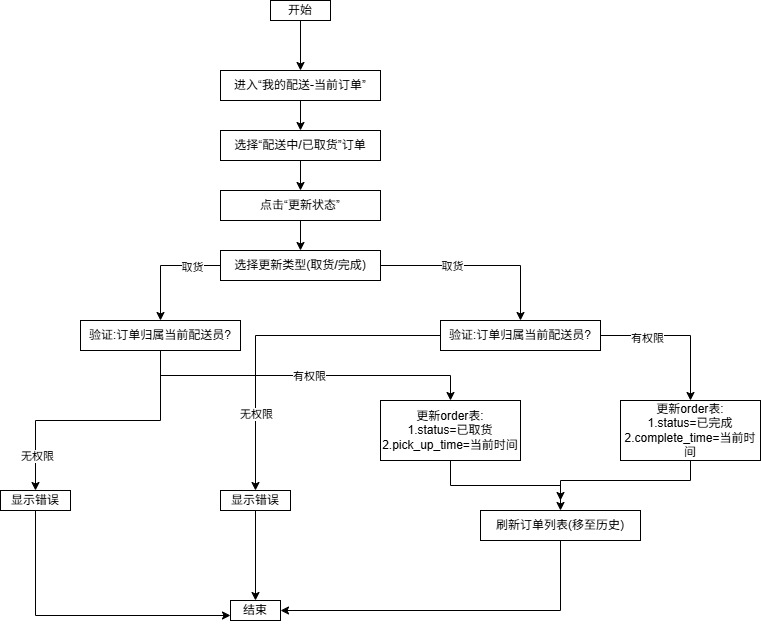 开始
进入“我的配送-当前订单”
选择“配送中/已取货”订单
点击“更新状态”
选择更新类型(取货/完成)
取货
取货
验证:订单归属当前配送员?
验证:订单归属当前配送员?
有权限
有权限
无权限
无权限
更新order表:
1.status=已取货
2.pick_up_time=当前时间
更新order表:
1.status=已完成
2.complete_time=当前时
间
显示错误
显示错误
刷新订单列表(移至历史)
结束